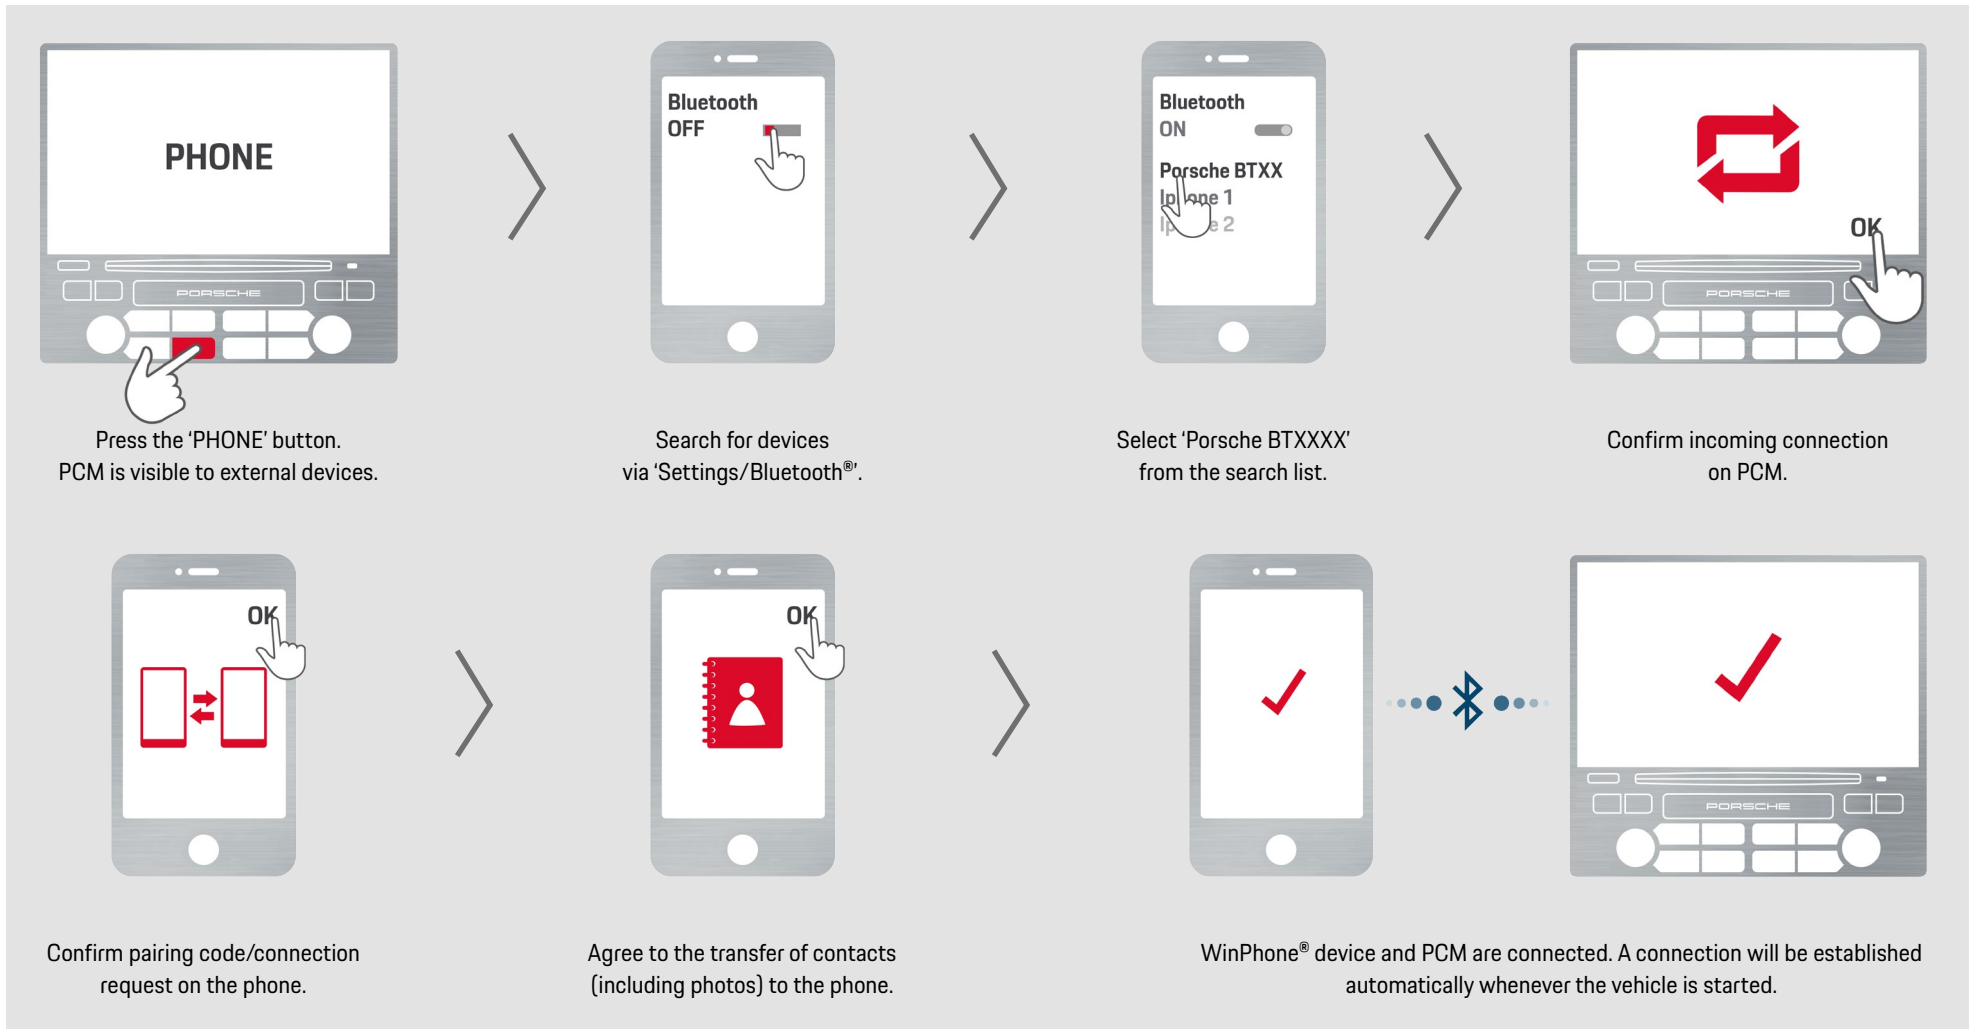 PHONE
PORSCHE
Press the ‘PHONE’ button.
PCM is visible to external devices.
Bluetooth
OFF
Search for devices
via ‘Settings/Bluetooth®’.
Bluetooth
ON
Porsche BTXX
Iphone 1
Iphone 2
Select ‘Porsche BTXXXX’
from the search list.
OK
PORSCHE
Confirm incoming connection
on PCM.
OK
Confirm pairing code/connection
request on the phone.
OK
Agree to the transfer of contacts
(including photos) to the phone.
PORSCHE
WinPhone® device and PCM are connected. A connection will be established
automatically whenever the vehicle is started.